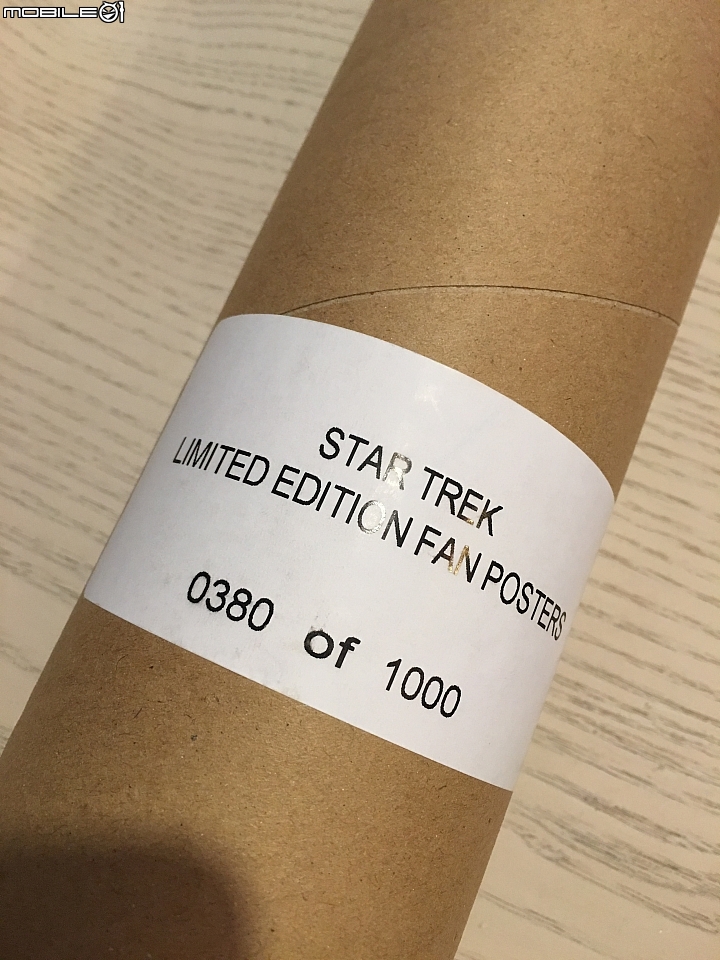 MOBILE01
STAR TREK
LIMITED EDITION FAN POSTERS
0380 of 1000